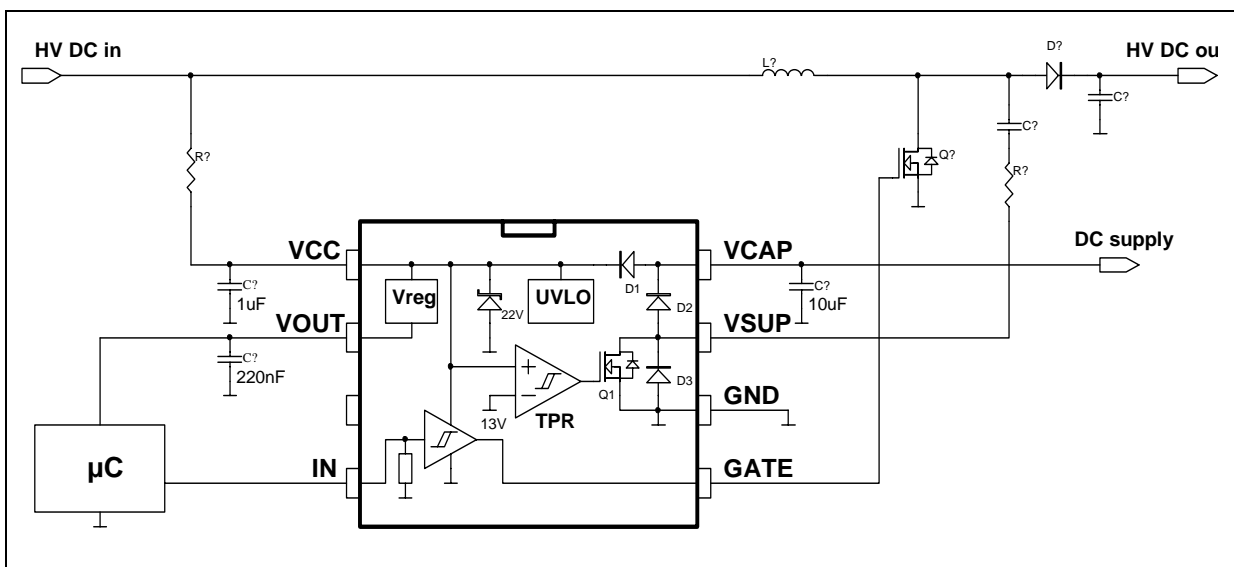 HV DC in
L?
D?
HV DC ou
C?
C?
R?
Q?
R?
VCC
VCAP
DC supply
C?
1uF
Vreg
22V
UVLO
D1
D2
C?
10uF
VOUT
VSUP
C?
220nF
13V
TPR
Q1
D3
GND
µC
IN
GATE